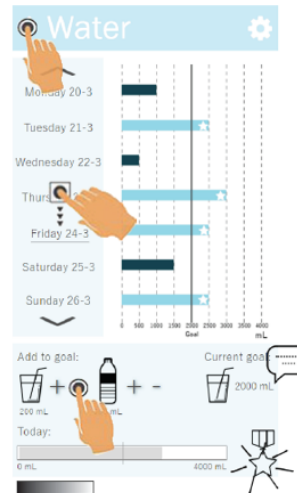 Water
Monday 20-3
Tuesday 21-3
Wednesday 22-3
Friday 24-3
Saturday 25-3
Sunday 26-3
0 500 1000 1500 2000 2500 3000 3500 4000
Goal
mL
Add to goal: Current goal:
+ + -
200 mL mL 2000 mL
Today:
0 mL 4000 mL